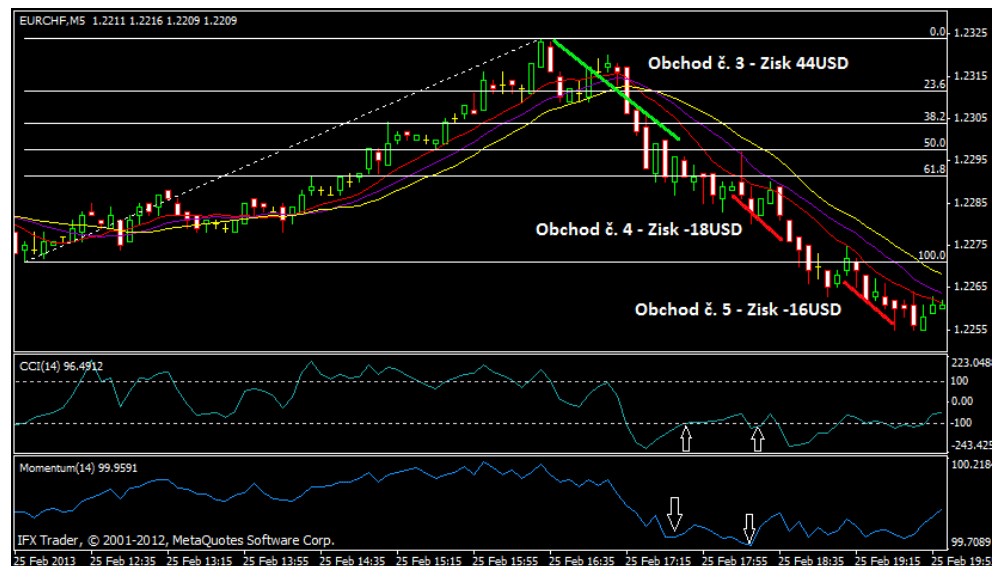 EURCHF,M5 1.2211 1.2216 1.2209 1.2209
0.0
1.2325
Obchod č. 3 - Zisk 44USD
1.2315
23.6
1.2305
38.2
50.0
1.2295
61.8
1.2285
Obchod č. 4 - Zisk -18USD
1.2275
100.0
1.2265
Obchod č. 5 - Zisk -16USD
1.2255
CCI(14) 96.4912
223.0488
100
0.00
-100
-243.425
Momentum(14) 99.9591
100.2184
IFX Trader, © 2001-2012, MetaQuotes Software Corp.
99.7089
25 Feb 2013 25 Feb 12:35 25 Feb 13:15 25 Feb 13:55 25 Feb 14:35 25 Feb 15:15 25 Feb 15:55 25 Feb 16:35 25 Feb 17:15 25 Feb 17:55 25 Feb 18:35 25 Feb 19:15 25 Feb 19:5